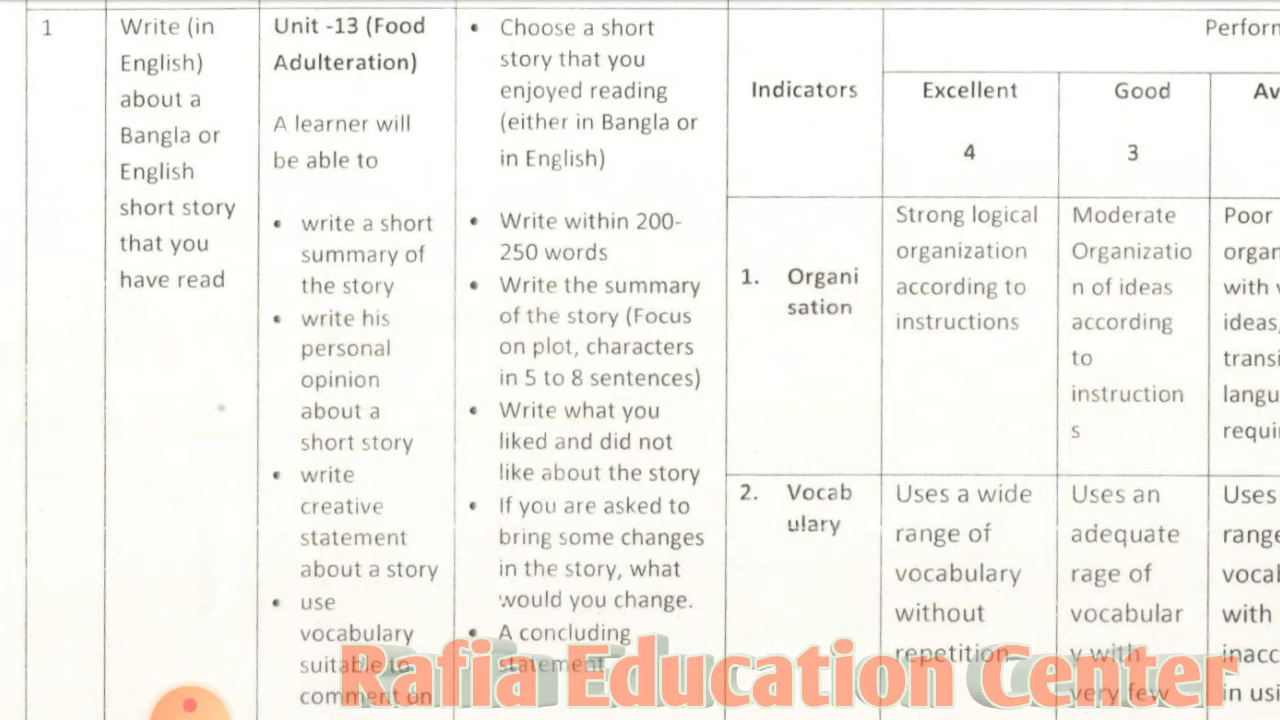 1
Write (in
English)
about a
Bangla or
English
short story
that you
have read
Unit -13 (Food
Adulteration)
A learner will
be able to
• write a short
summary of
the story
• write his
personal
opinion
about a
short story
• write
creative
statement
about a story
• use
vocabulary
suitable to
comment on
• Choose a short
story that you
enjoyed reading
(either in Bangla or
in English)
• Write within 200-
250 words
• Write the summary
of the story (Focus
on plot, characters
in 5 to 8 sentences)
• Write what you
liked and did not
like about the story
• If you are asked to
bring some changes
in the story, what
would you change.
• A concluding
statement
Indicators
Perform
Excellent
4
Good
3
Av
1. Organi
sation
Strong logical
organization
according to
instructions
Moderate
Organizatio
n of ideas
according
to
instruction
s
Poor
organ
with
ideas,
transi
langu
requi
2. Vocab
ulary
Uses a wide
range of
vocabulary
without
repetition
Uses an
adequate
rage of
vocabular
y with
very few
Uses
range
vocab
with
inacc
in usi
Rafia Education Center